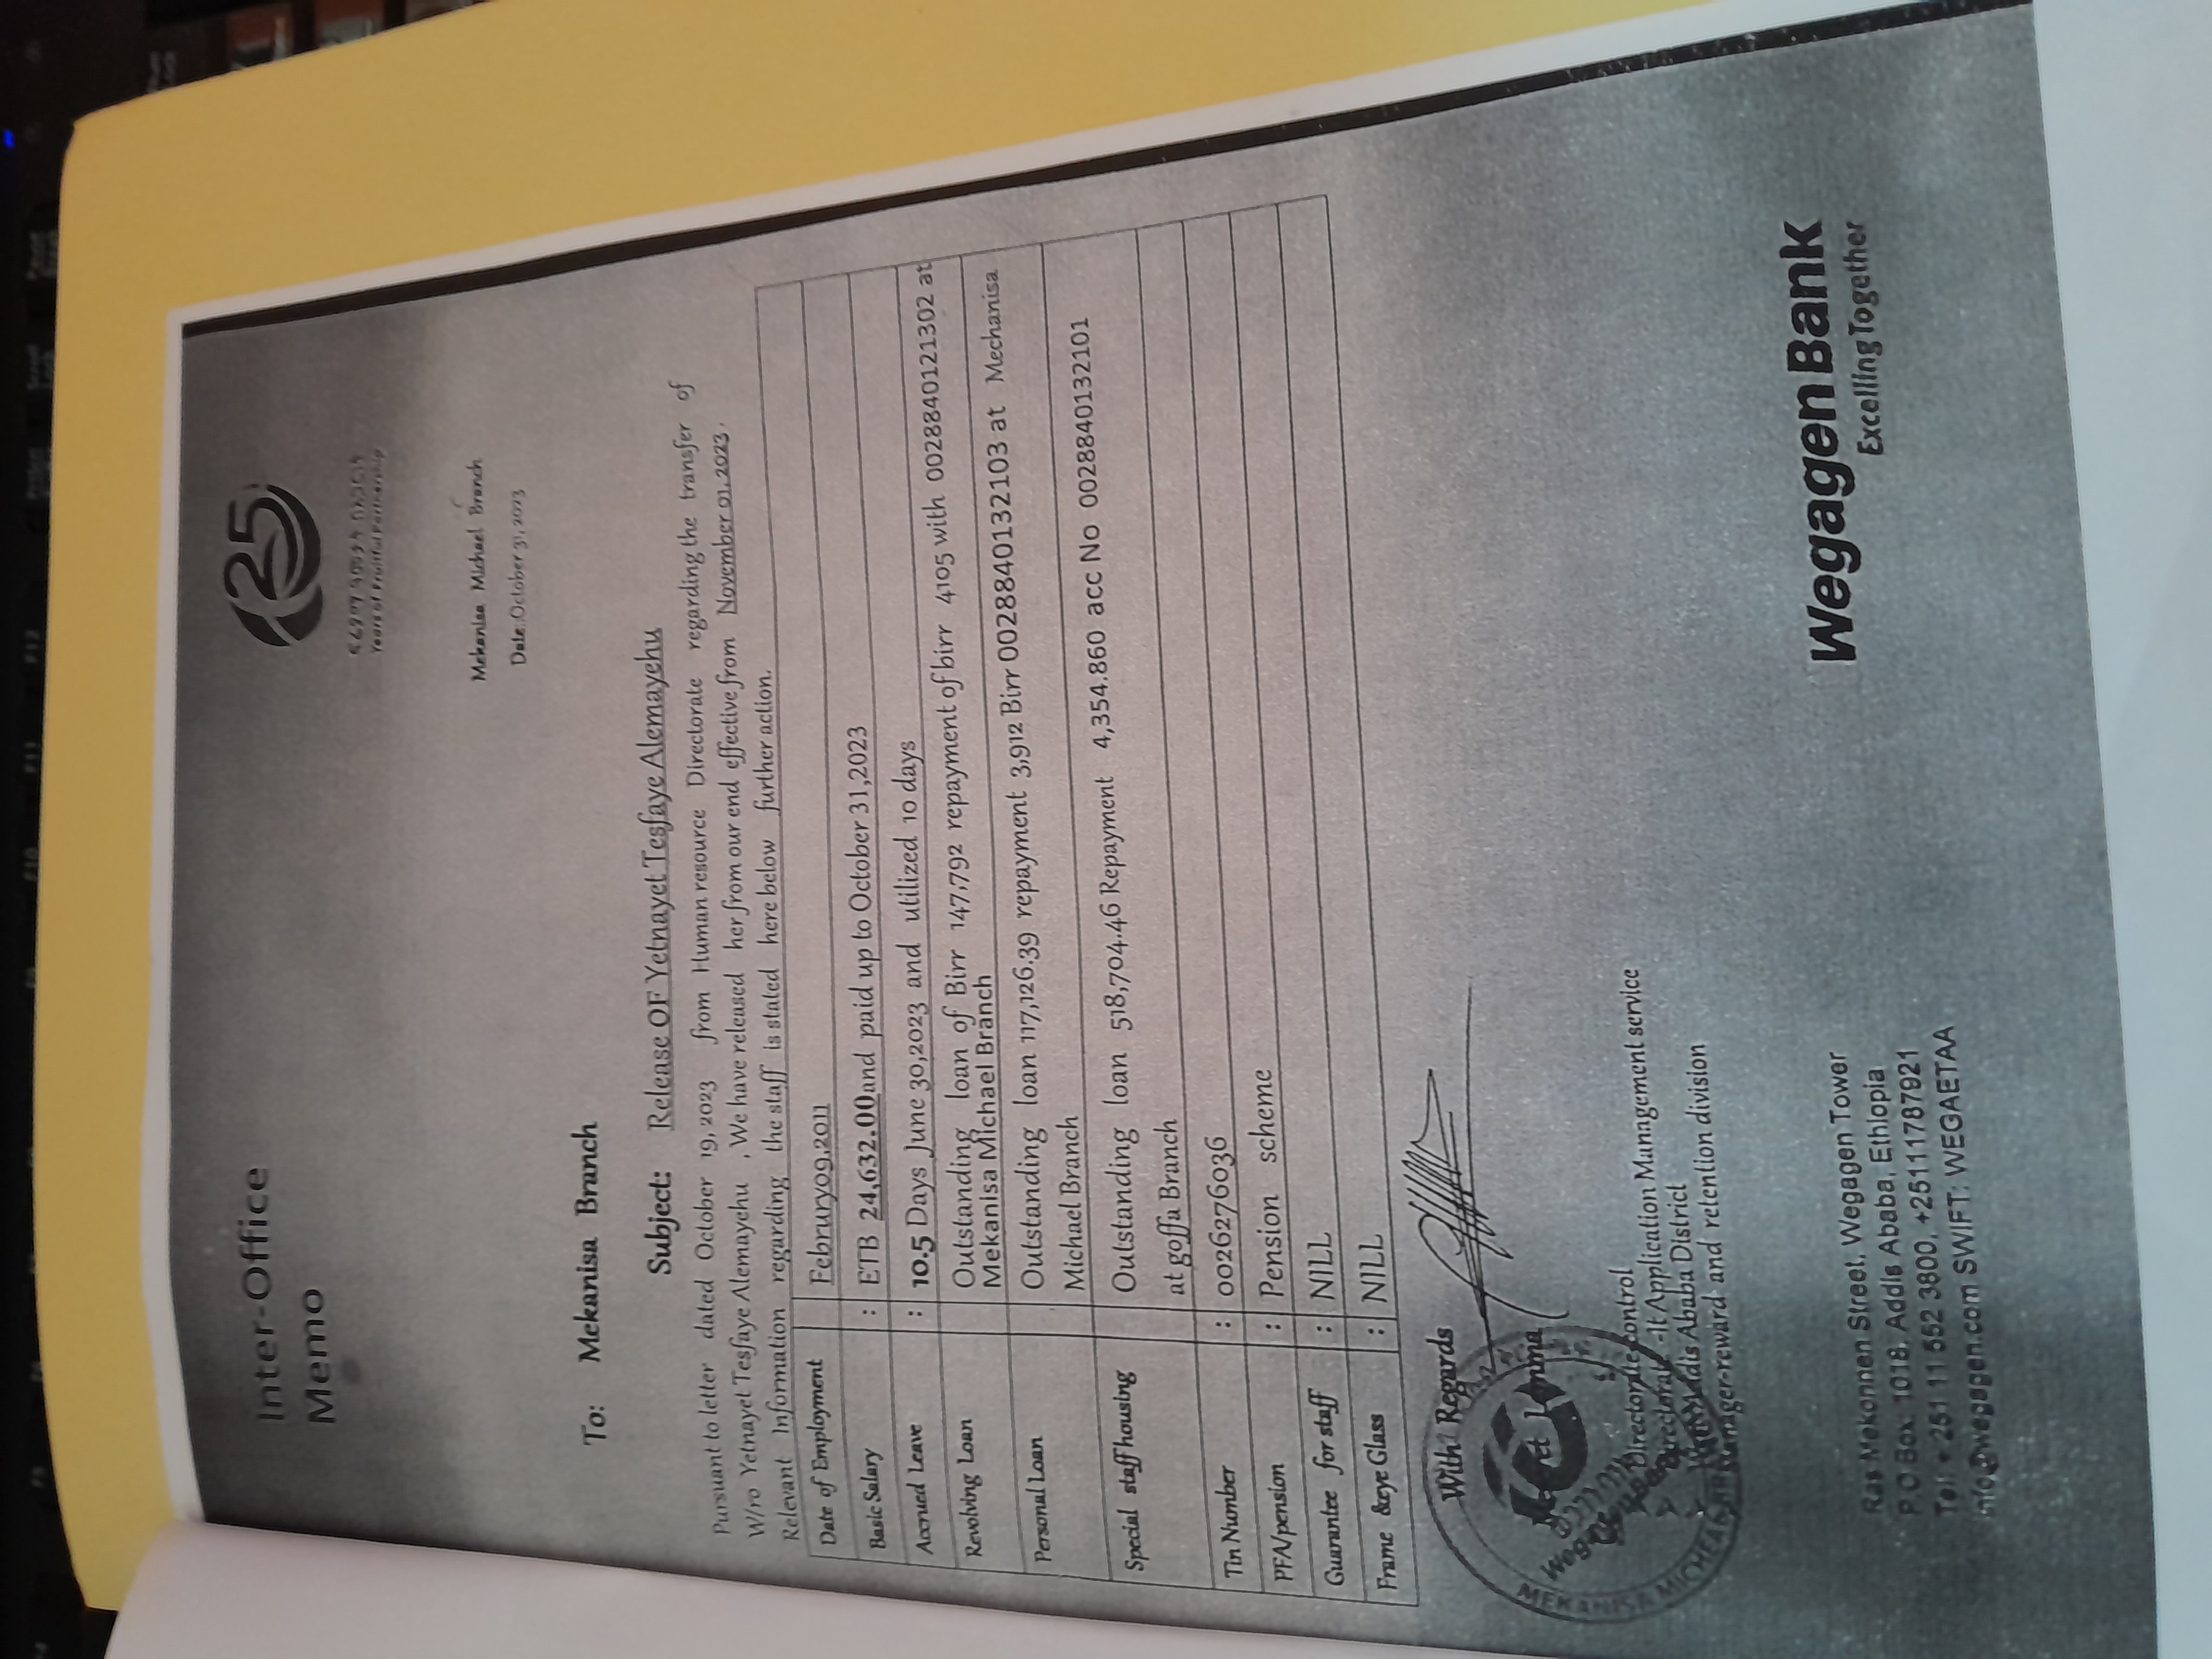 Inter-Office
Memo
25
Years of Fruitful Partnership
Mekanisa Michael Branch
Date:October 31, 2023
To: Mekanisa Branch
Subject: Release OF Yetnayet Tesfaye Alemayehu
Pursuant to letter dated October 19, 2023 from Human resource Directorate regarding the transfer of
W/ro Yetnayet Tesfaye Alemayehu , We have released her from our end effective from November 01, 2023 .
Relevant Information regarding the staff is stated here below further action.
Date of Employment Februry09,2011
Basic Salary : ETB 24,632.00and paid up to October 31,2023
Accrued Leave : 10.5 Days June 30,2023 and utilized 10 days
Revolving Loan Outstanding loan of Birr 147,792 repayment of birr 4105 with 0028840121302 at
Mekanisa Michael Branch
Personal Loan Outstanding loan 117,126.39 repayment 3,912 Birr 0028840132103 at Mechanisa
Michael Branch
Special staff housing Outstanding loan 518,704.46 Repayment 4,354.860 acc No 0028840132101
at goffa Branch
Tin Number : 0026276036
PFA/pension : Pension scheme
Guarantee for staff : NILL
Frame &eye Glass : NILL
With Regards
Lemma
MEKANISA MICHEAL
Directorate-control
Directorate -It Application Management service
Addis Ababa District
Manager-reward and retention division
Ras Mekonnen Street, Wegagen Tower
P.O Box: 1018, Addis Ababa, Ethiopia
Tel: + 251 11 552 3800, +25111787921
info@wegagen.com SWIFT: WEGAETAA
Wegagen Bank
Excelling Together